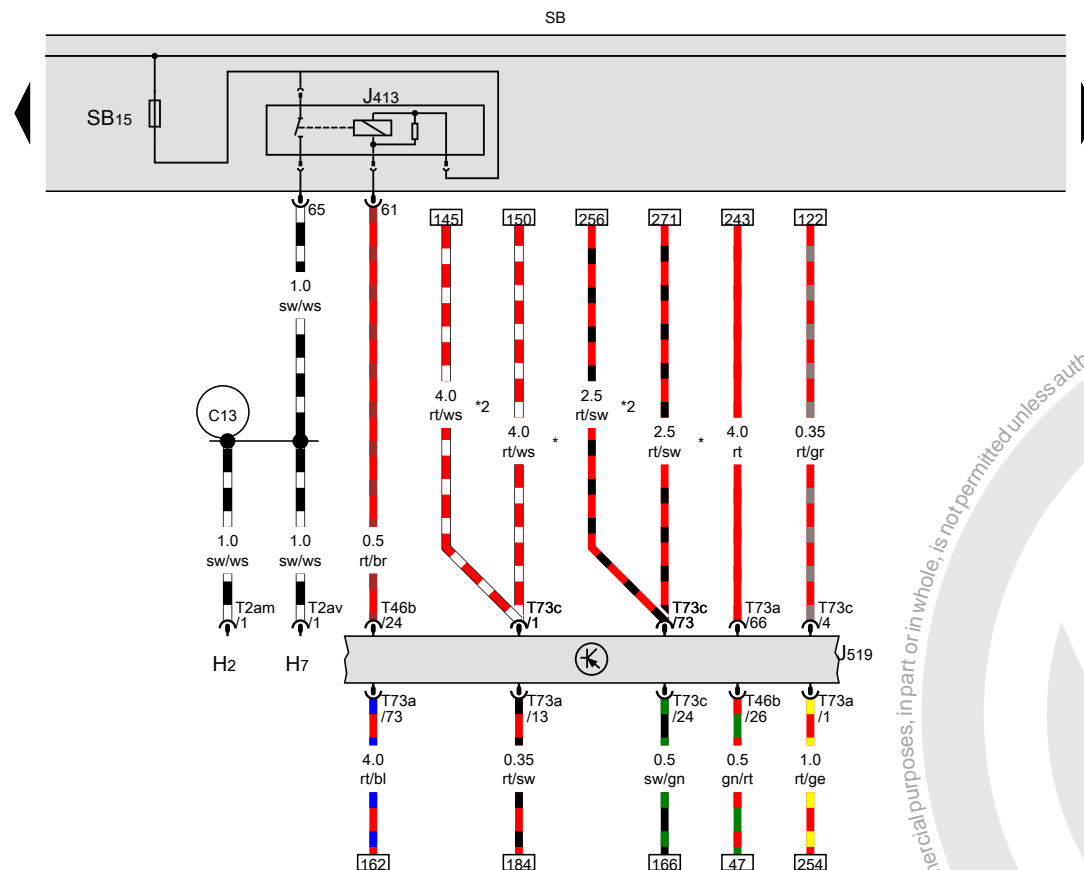 SB
SB15
J413
65
61
145
150
256
271
243
122
1.0
sw/ws
4.0
rt/ws
*2
2.5
rt/sw
*2
C13
4.0
rt/ws
*
2.5
rt/sw
*
4.0
rt
0.35
rt/gr
1.0
sw/ws
1.0
sw/ws
0.5
rt/br
T2am
/1
T2av
/1
T46b
/24
T73c
/1
T73c
/73
T73a
/66
T73c
/4
H2
H7
J519
T73a
/73
T73a
/13
T73c
/24
T46b
/26
T73a
/1
4.0
rt/bl
0.35
rt/sw
0.5
sw/gn
0.5
gn/rt
1.0
rt/ge
162
184
166
47
254
mercial purposes, in part or in whole, is not permitted unless auth